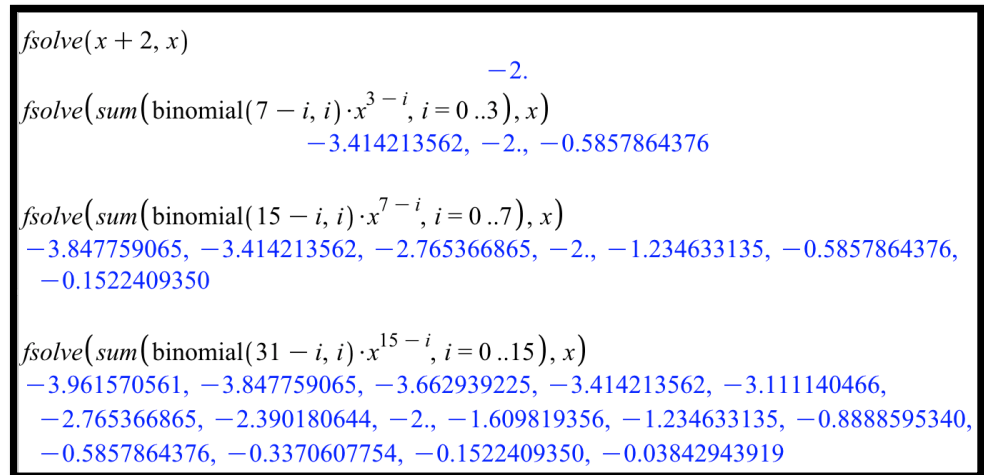 fsolve(x + 2, x)
−2.
fsolve(sum(binomial(7 − i, i)·x^{3 − i}, i = 0 ..3), x)
−3.414213562, −2., −0.5857864376
fsolve(sum(binomial(15 − i, i)·x^{7 − i}, i = 0 ..7), x)
−3.847759065, −3.414213562, −2.765366865, −2., −1.234633135, −0.5857864376,
−0.1522409350
fsolve(sum(binomial(31 − i, i)·x^{15 − i}, i = 0 ..15), x)
−3.961570561, −3.847759065, −3.662939225, −3.414213562, −3.111140466,
−2.765366865, −2.390180644, −2., −1.609819356, −1.234633135, −0.8888595340,
−0.5857864376, −0.3370607754, −0.1522409350, −0.03842943919